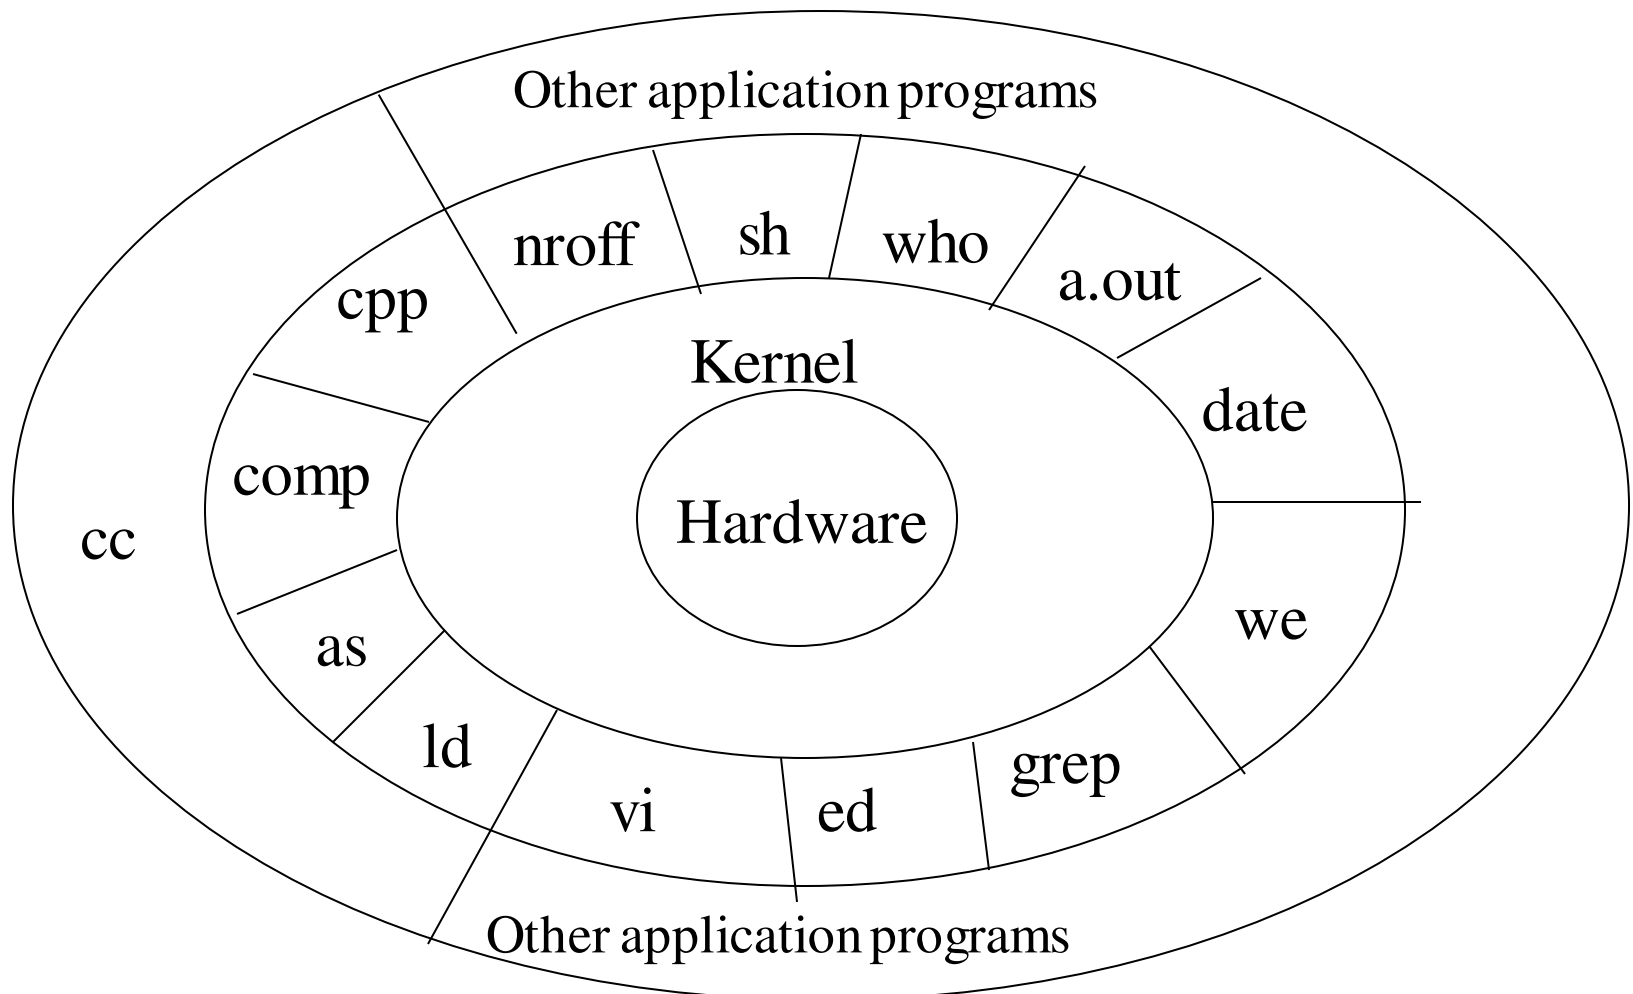 Other application programs
nroff
sh
who
a.out
cpp
Kernel
date
comp
Hardware
cc
we
as
ld
grep
vi
ed
Other application programs